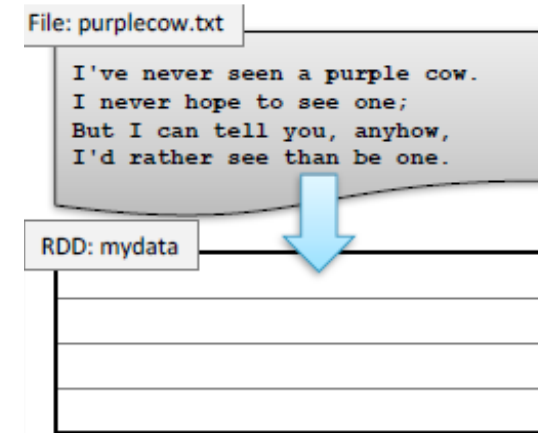 File: purplecow.txt
I've never seen a purple cow.
I never hope to see one;
But I can tell you, anyhow,
I'd rather see than be one.
RDD: mydata